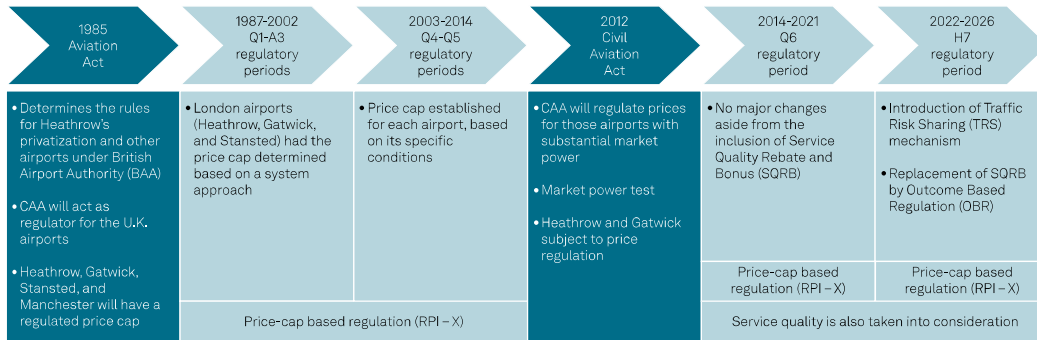 1985
Aviation
Act
1987-2002
Q1-A3
regulatory
periods
2003-2014
Q4-Q5
regulatory
periods
2012
Civil
Aviation
Act
2014-2021
Q6
regulatory
period
2022-2026
H7
regulatory
period
• Determines the rules
for Heathrow's
privatization and other
airports under British
Airport Authority (BAA)
• CAA will act as
regulator for the U.K.
airports
• Heathrow, Gatwick,
Stansted, and
Manchester will have a
regulated price cap
• London airports
(Heathrow, Gatwick,
and Stansted) had the
price cap determined
based on a system
approach
• Price cap established
for each airport, based
on its specific
conditions
Price-cap based regulation (RPI – X)
• CAA will regulate prices
for those airports with
substantial market
power
• Market power test
• Heathrow and Gatwick
subject to price
regulation
• No major changes
aside from the
inclusion of Service
Quality Rebate and
Bonus (SQRB)
Price-cap based
regulation (RPI – X)
• Introduction of Traffic
Risk Sharing (TRS)
mechanism
• Replacement of SQRB
by Outcome Based
Regulation (OBR)
Price-cap based
regulation (RPI – X)
Service quality is also taken into consideration